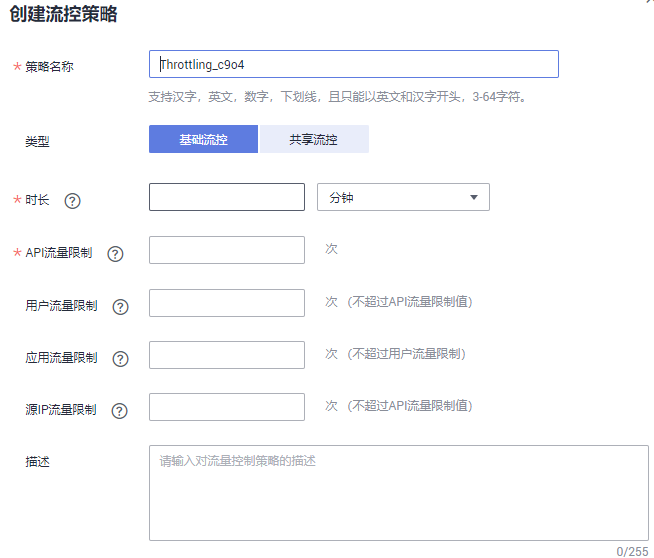 创建流控策略
* 策略名称 Throttling_c9o4
支持汉字，英文，数字，下划线，且只能以英文和汉字开头，3-64字符。
类型 基础流控 共享流控
* 时长 ? 分钟
* API流量限制 ? 次
用户流量限制 ? 次 (不超过API流量限制值)
应用流量限制 ? 次 (不超过用户流量限制)
源IP流量限制 ? 次 (不超过API流量限制值)
描述 请输入对流量控制策略的描述
0/255